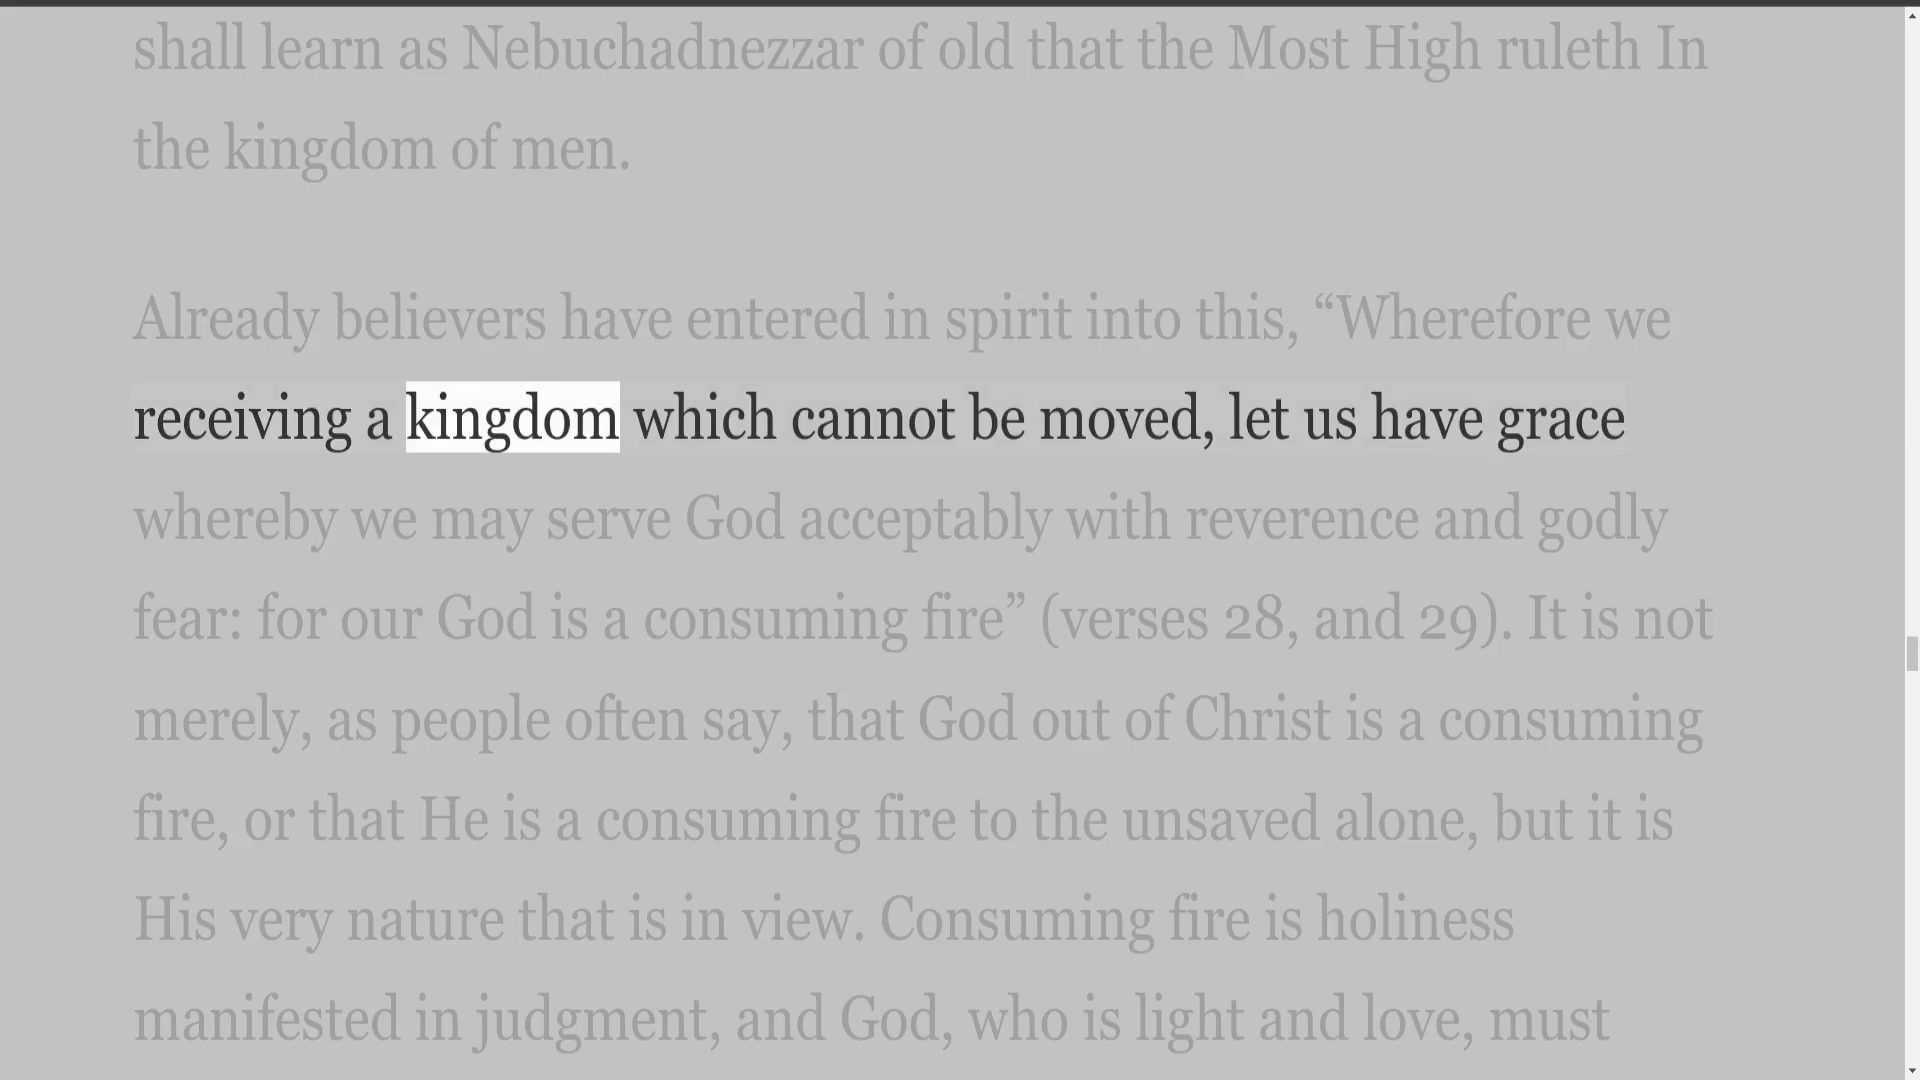 shall learn as Nebuchadnezzar of old that the Most High ruleth In
the kingdom of men.
Already believers have entered in spirit into this, “Wherefore we
receiving a kingdom which cannot be moved, let us have grace
whereby we may serve God acceptably with reverence and godly
fear: for our God is a consuming fire” (verses 28, and 29). It is not
merely, as people often say, that God out of Christ is a consuming
fire, or that He is a consuming fire to the unsaved alone, but it is
His very nature that is in view. Consuming fire is holiness
manifested in judgment, and God, who is light and love, must